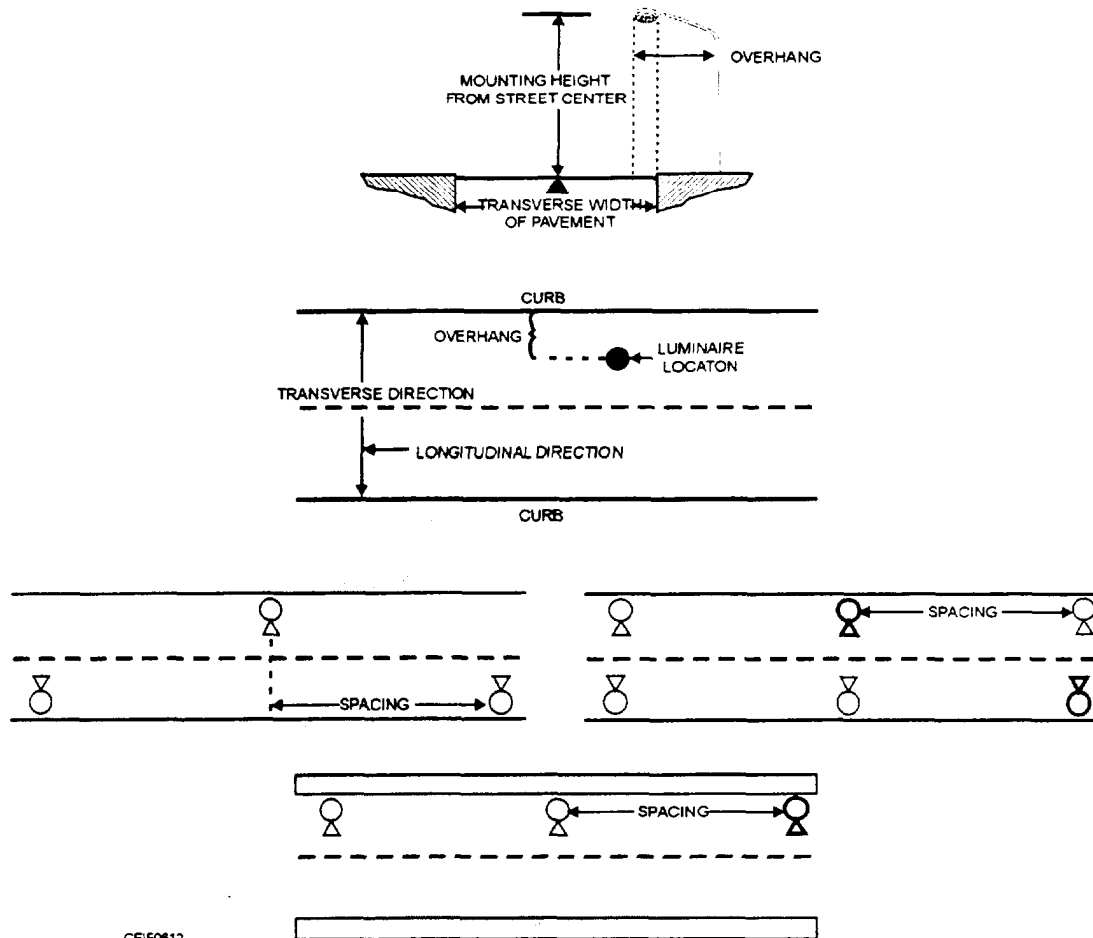 OVERHANG
MOUNTING HEIGHT
FROM STREET CENTER
TRANSVERSE WIDTH
OF PAVEMENT
CURB
OVERHANG
LUMINAIRE
LOCATON
TRANSVERSE DIRECTION
LONGITUDINAL DIRECTION
CURB
SPACING
SPACING
SPACING